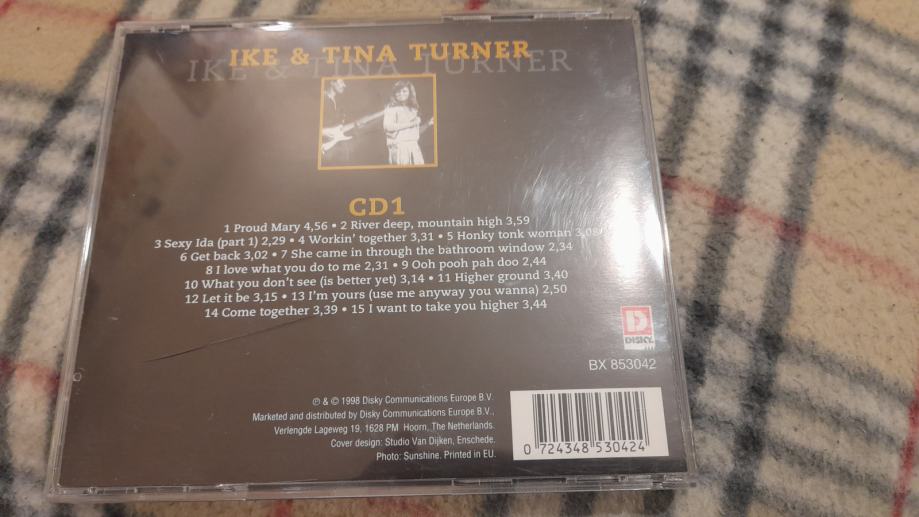 IKE & TINA TURNER
IKE & TINA TURNER
CD1
1 Proud Mary 4,56 • 2 River deep, mountain high 3,59
3 Sexy Ida (part 1) 2,29 • 4 Workin' together 3,31 • 5 Honky tonk woman 3,08
6 Get back 3,02 • 7 She came in through the bathroom window 2,34
8 I love what you do to me 2,31 • 9 Ooh pooh pah doo 2,44
10 What you don't see (is better yet) 3,14 • 11 Higher ground 3,40
12 Let it be 3,15 • 13 I'm yours (use me anyway you wanna) 2,50
14 Come together 3,39 • 15 I want to take you higher 3,44
D
DISKY
BX 853042
℗ & © 1998 Disky Communications Europe B.V.
Marketed and distributed by Disky Communications Europe B.V.,
Verlengde Lageweg 19, 1628 PM Hoorn, The Netherlands.
Cover design: Studio Van Dijken, Enschede.
Photo: Sunshine. Printed in EU.
0 724348 530424